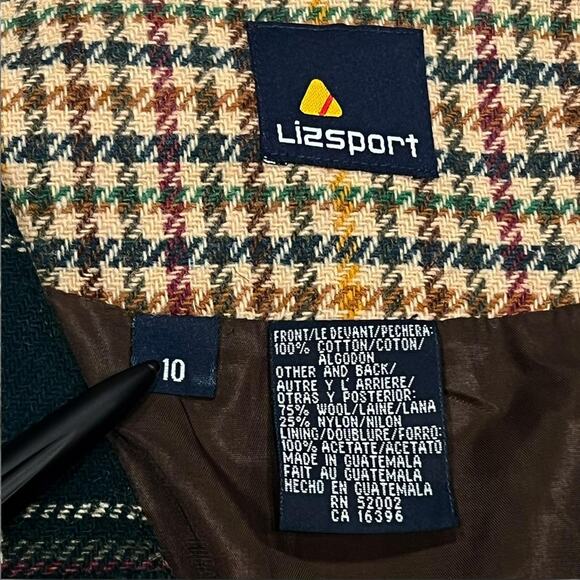 Lizsport
10
FRONT/LE DEVANT/PECHERA:
100% COTTON/COTON/
ALGODON
OTHER AND BACK/
AUTRE Y L'ARRIERE/
OTRAS Y POSTERIOR:
75% WOOL/LAINE/LANA
25% NYLON/NILON
LINING/DOUBLURE/FORRO:
100% ACETATE/ACETATO
MADE IN GUATEMALA
FAIT AU GUATEMALA
HECHO EN GUATEMALA
RN 52002
CA 16396